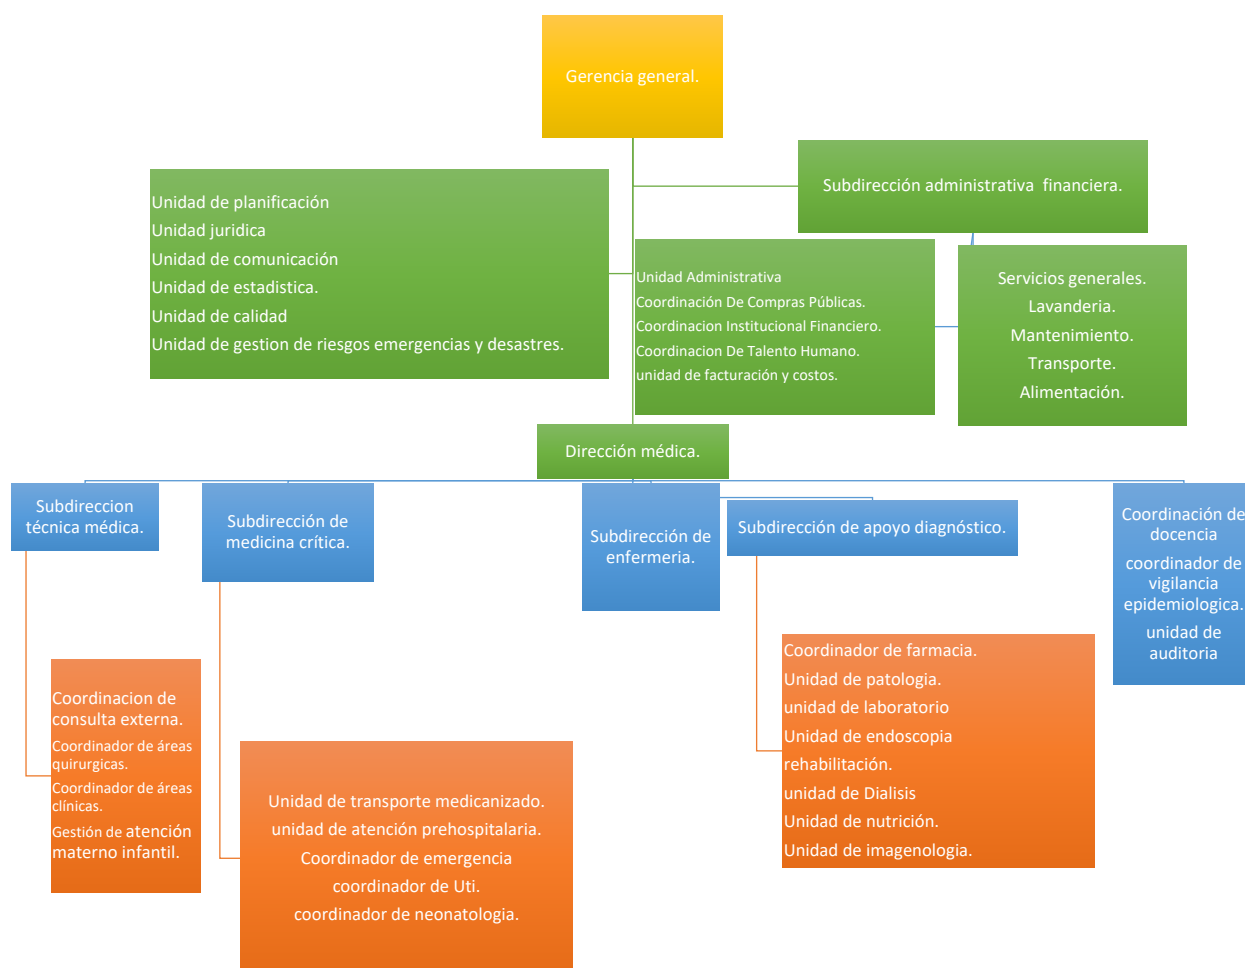 Gerencia general.
Subdirección administrativa  financiera.
Unidad de planificación
Unidad juridica
Unidad de comunicación
Unidad de estadistica.
Unidad de calidad
Unidad de gestion de riesgos emergencias y desastres.
Unidad Administrativa
Coordinación De Compras Públicas.
Coordinacion Institucional Financiero.
Coordinacion De Talento Humano.
unidad de facturación y costos.
Servicios generales.
Lavanderia.
Mantenimiento.
Transporte.
Alimentación.
Dirección médica.
Subdireccion
técnica médica.
Subdirección de
medicina crítica.
Subdirección de
enfermeria.
Subdirección de apoyo diagnóstico.
Coordinación de
docencia
coordinador de
vigilancia
epidemiologica.
unidad de
auditoria
Coordinacion de
consulta externa.
Coordinador de áreas
quirurgicas.
Coordinador de áreas
clínicas.
Gestión de atención
materno infantil.
Unidad de transporte medicanizado.
unidad de atención prehospitalaria.
Coordinador de emergencia
coordinador de Uti.
coordinador de neonatologia.
Coordinador de farmacia.
Unidad de patologia.
unidad de laboratorio
Unidad de endoscopia
rehabilitación.
unidad de Dialisis
Unidad de nutrición.
Unidad de imagenologia.